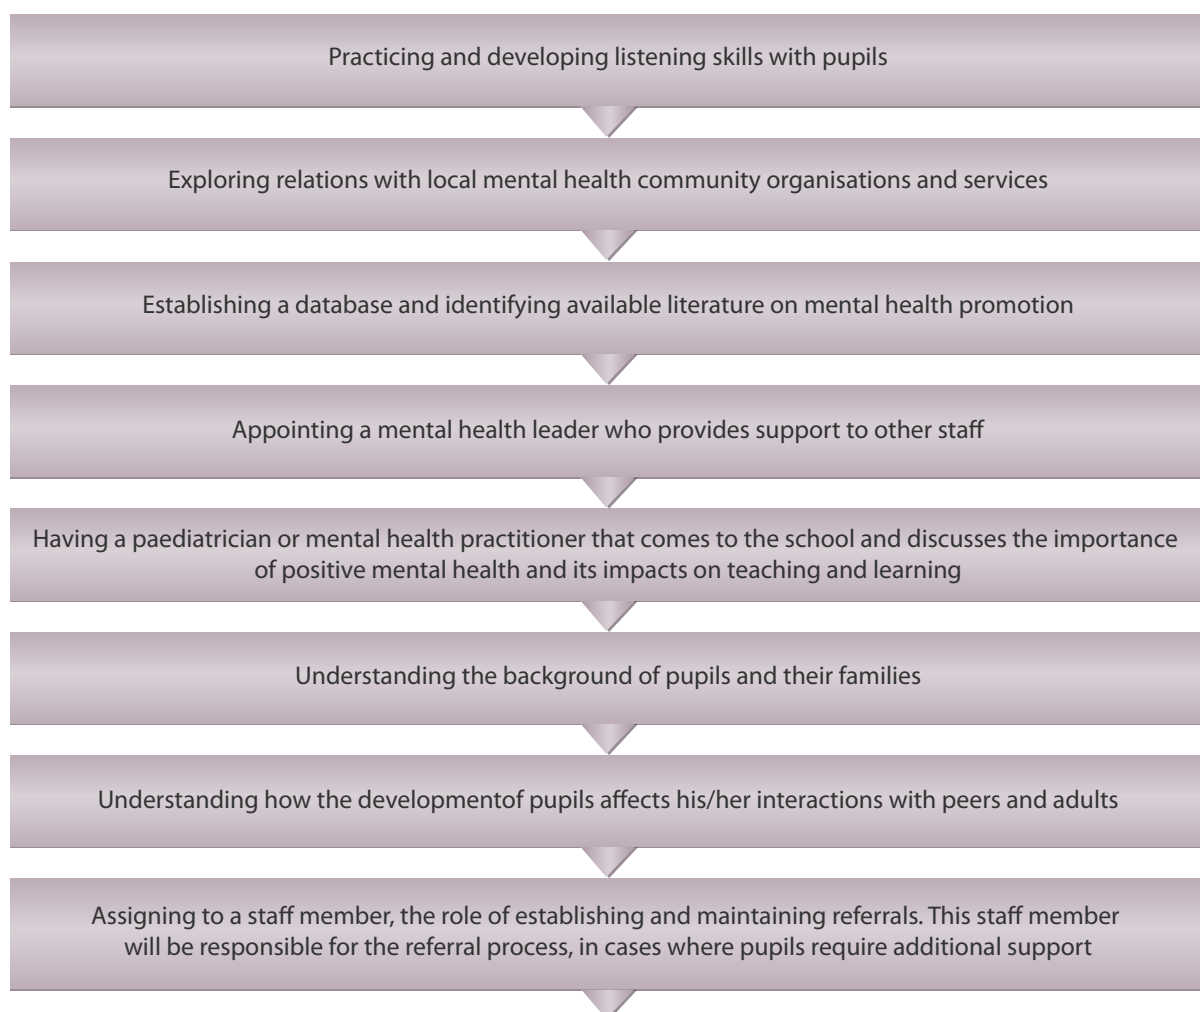 Practicing and developing listening skills with pupils
Exploring relations with local mental health community organisations and services
Establishing a database and identifying available literature on mental health promotion
Appointing a mental health leader who provides support to other staff
Having a paediatrician or mental health practitioner that comes to the school and discusses the importance
of positive mental health and its impacts on teaching and learning
Understanding the background of pupils and their families
Understanding how the developmentof pupils affects his/her interactions with peers and adults
Assigning to a staff member, the role of establishing and maintaining referrals. This staff member
will be responsible for the referral process, in cases where pupils require additional support